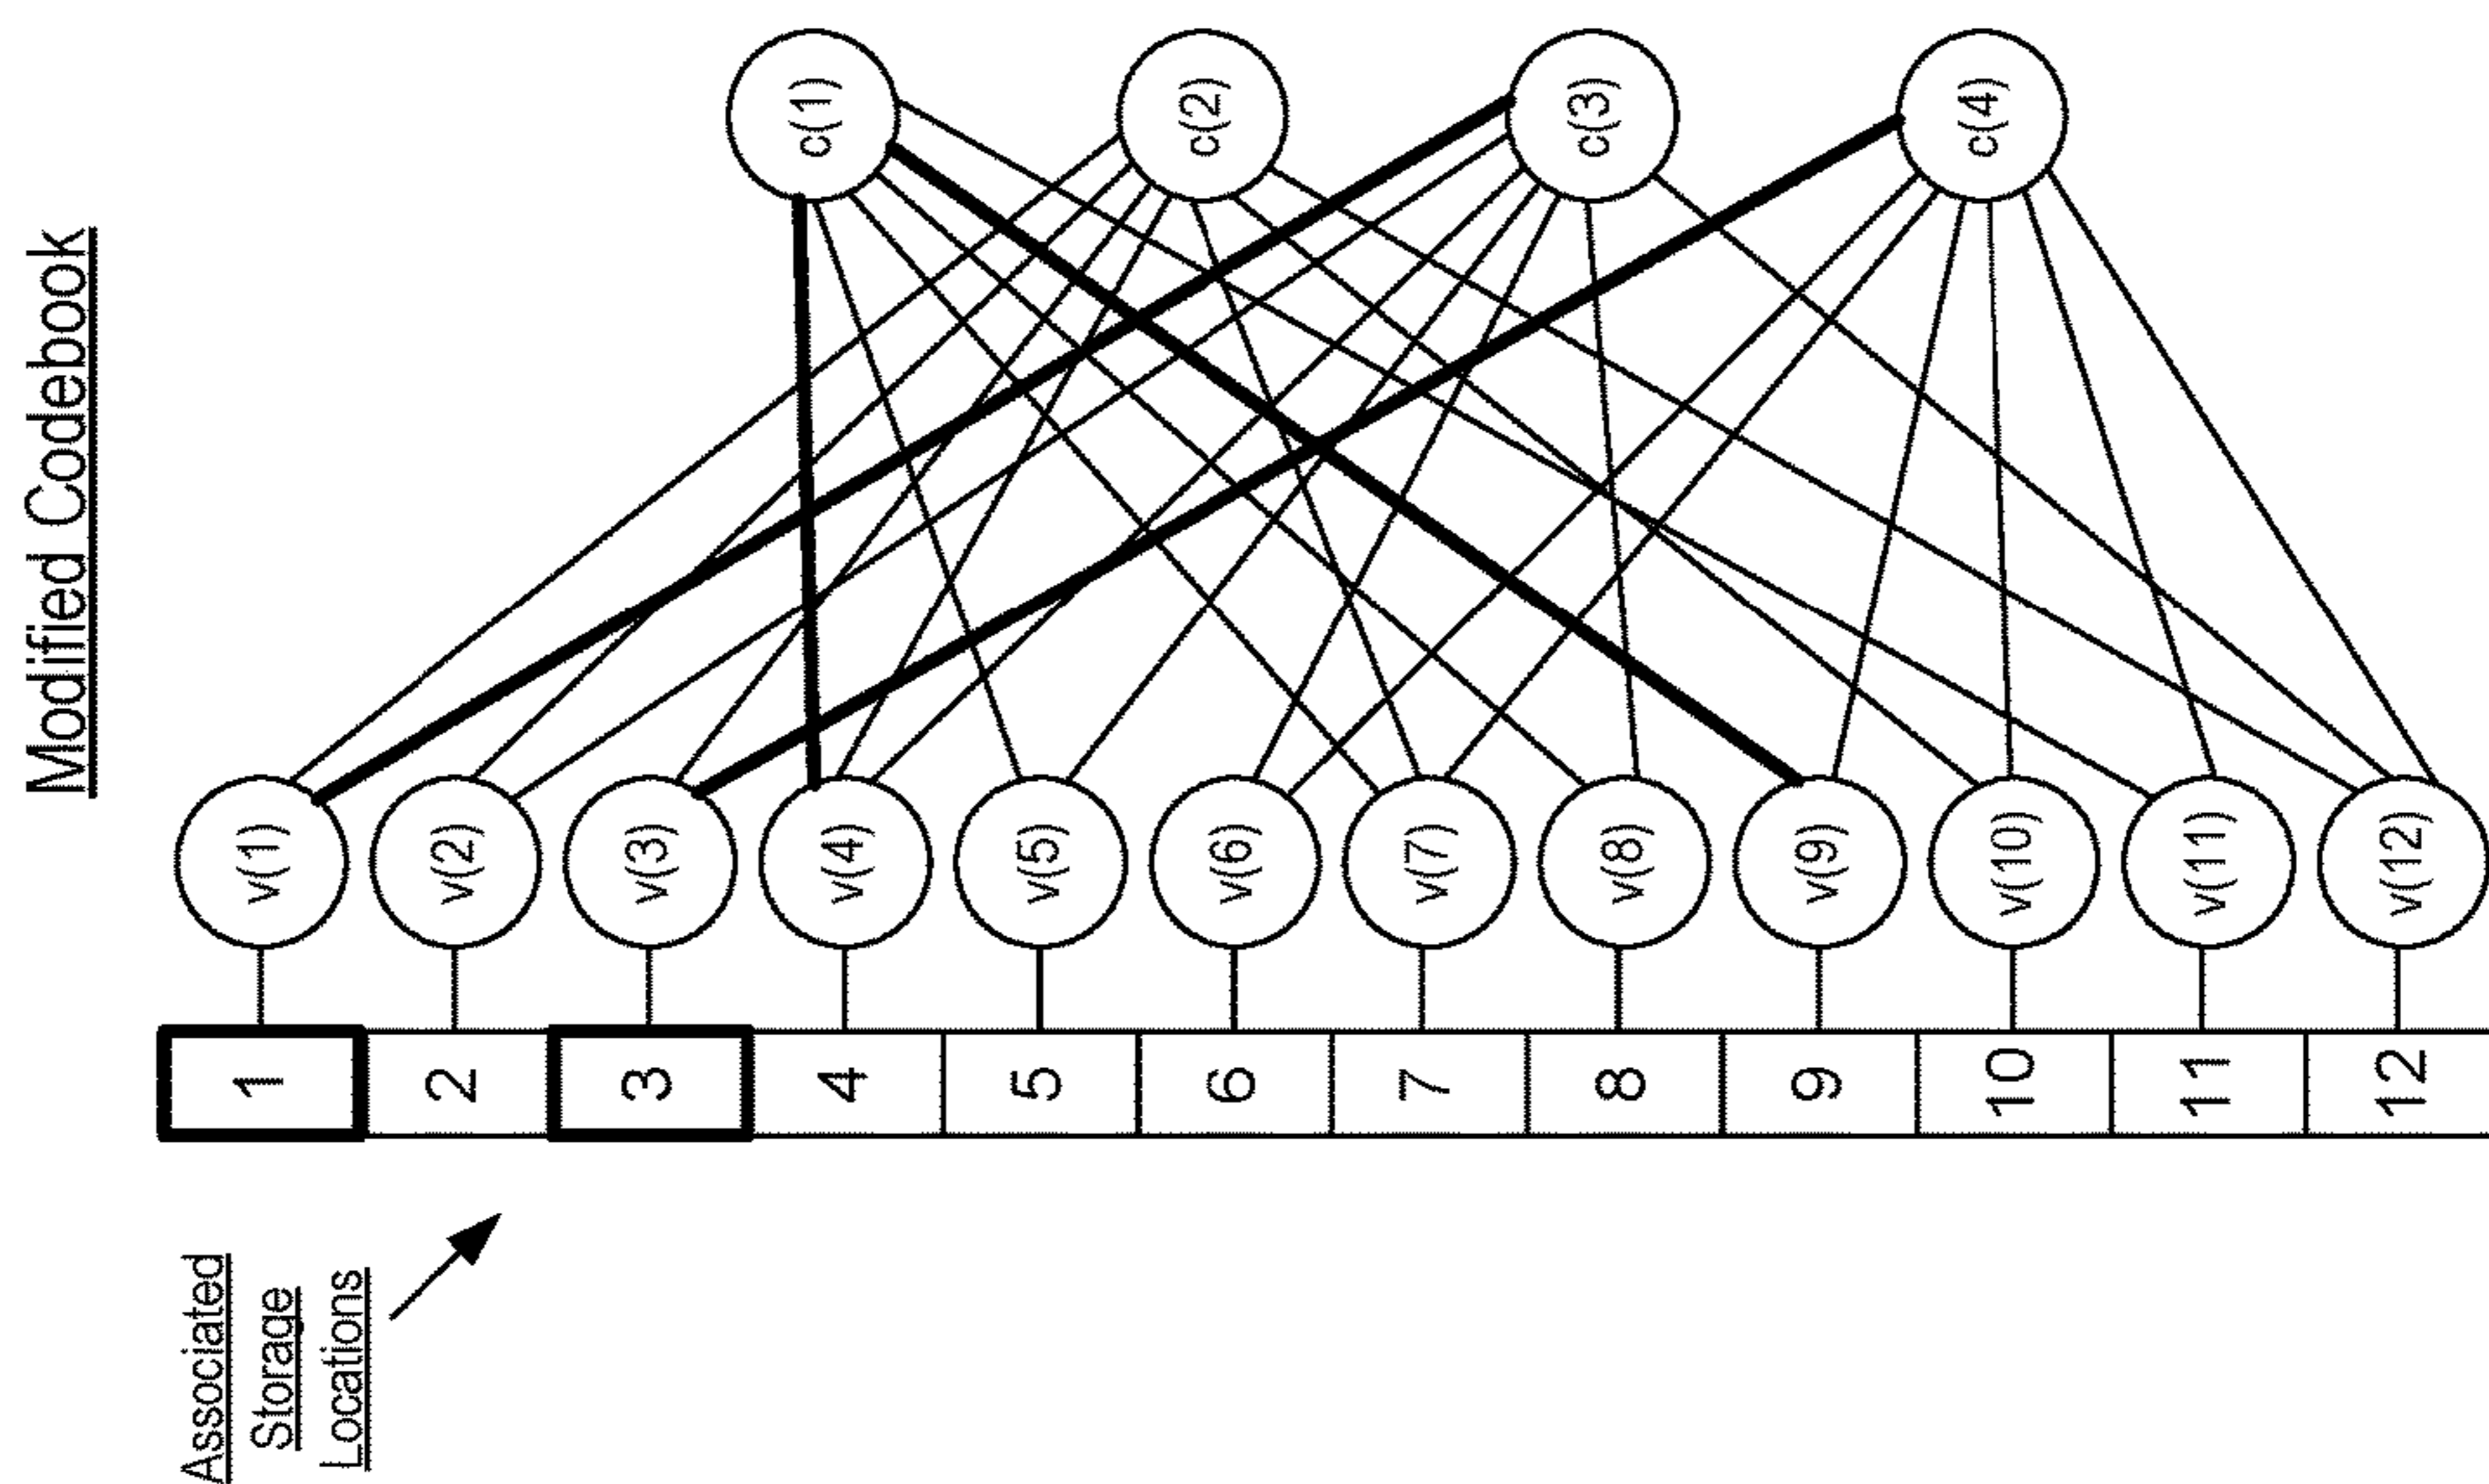 Modified Codebook
Associated
Storage
Locations
1
2
3
4
5
6
7
8
9
10
11
12
v(1)
v(2)
v(3)
v(4)
v(5)
v(6)
v(7)
v(8)
v(9)
v(10)
v(11)
v(12)
c(1)
c(2)
c(3)
c(4)